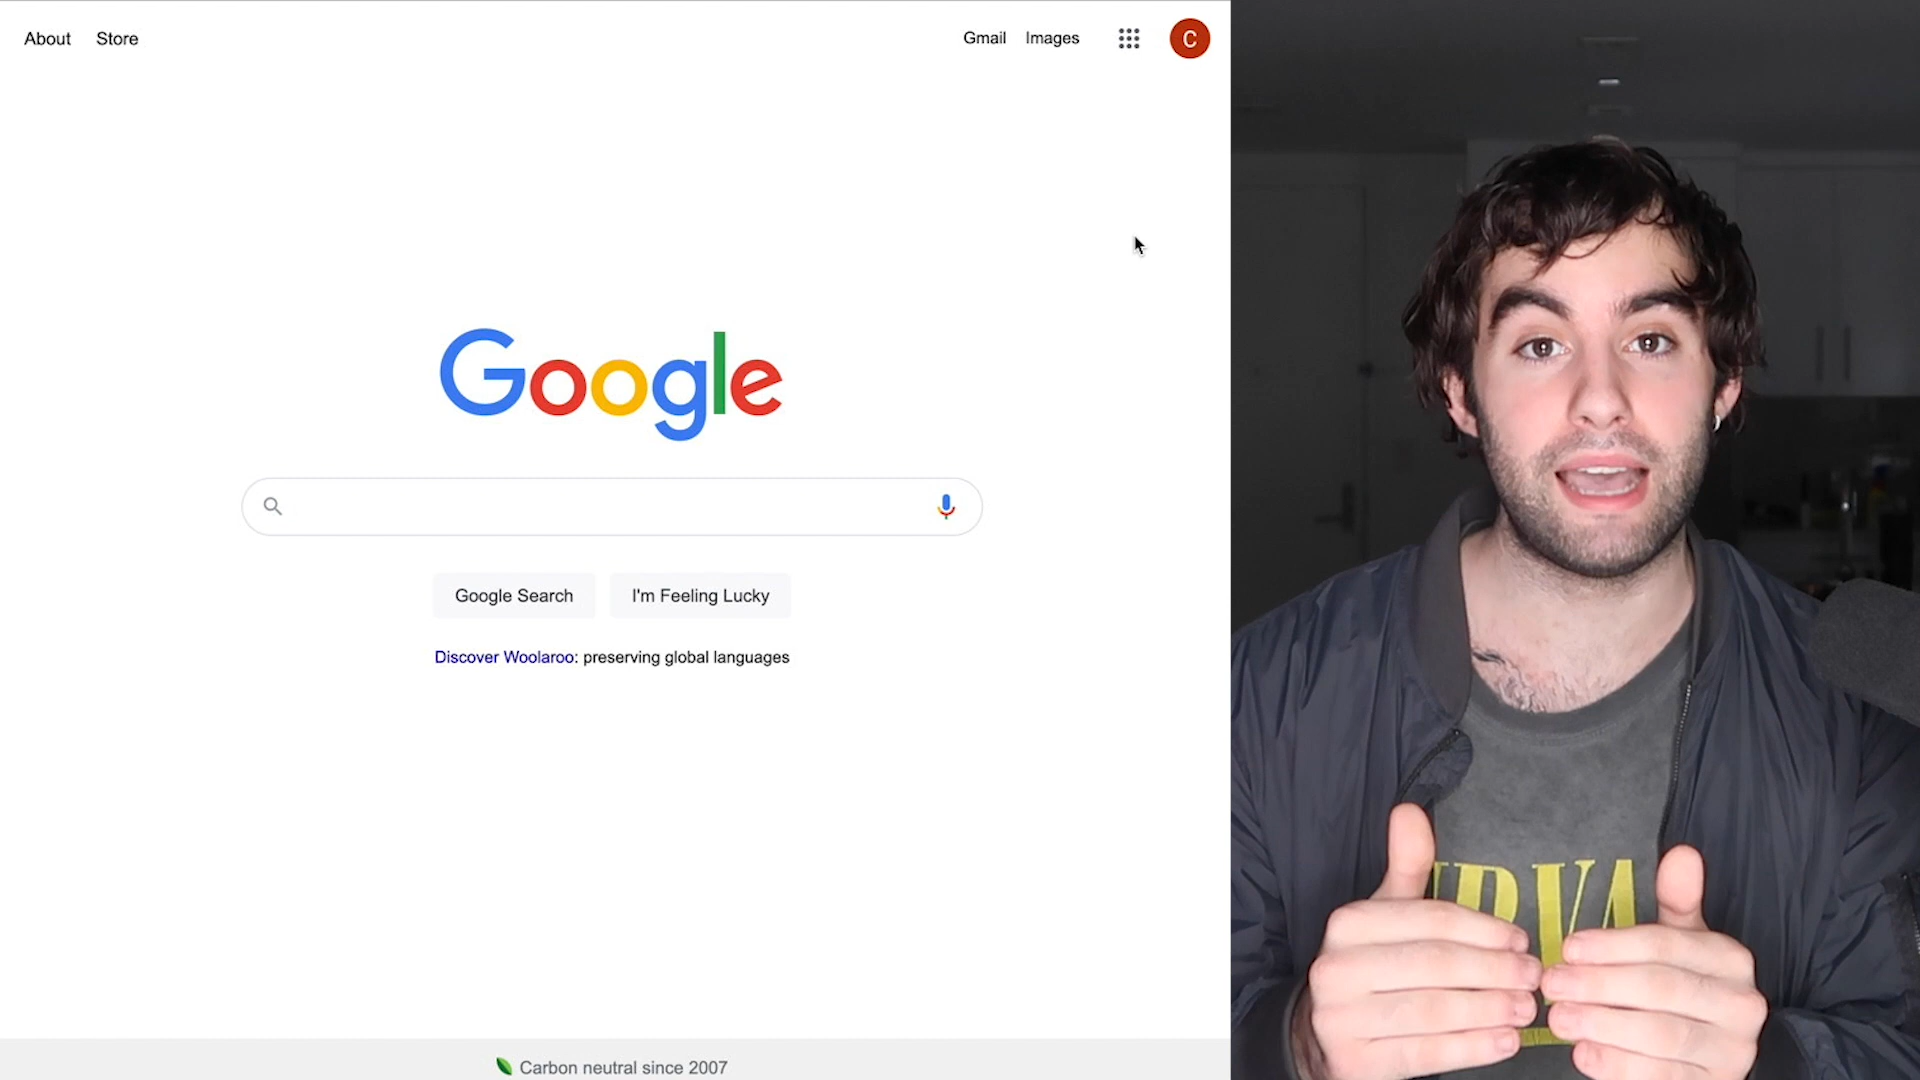 About Store Gmail Images C
Google
Google Search I'm Feeling Lucky
Discover Woolaroo: preserving global languages
Carbon neutral since 2007